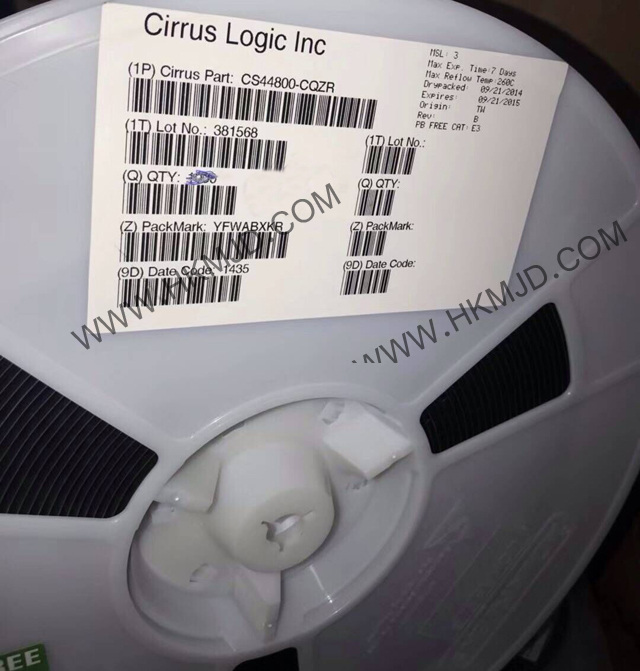 Cirrus Logic Inc
(1P) Cirrus Part: CS44800-CQZR
(1T) Lot No.: 381568
(Q) QTY:
(Z) PackMark: YFWABXKR
(9D) Date Code: 1435
MSL: 3
Max Exp. Time:7 Days
Max Reflow Temp:260C
Drypacked: 09/21/2014
Expires: 09/21/2015
Origin: TW
Rev: B
PB FREE CAT: E3
(1T) Lot No.:
(Q) QTY:
(Z) PackMark:
(9D) Date Code:
WWW.HKMJD.COM
WWW.HKMJD.COM
REE